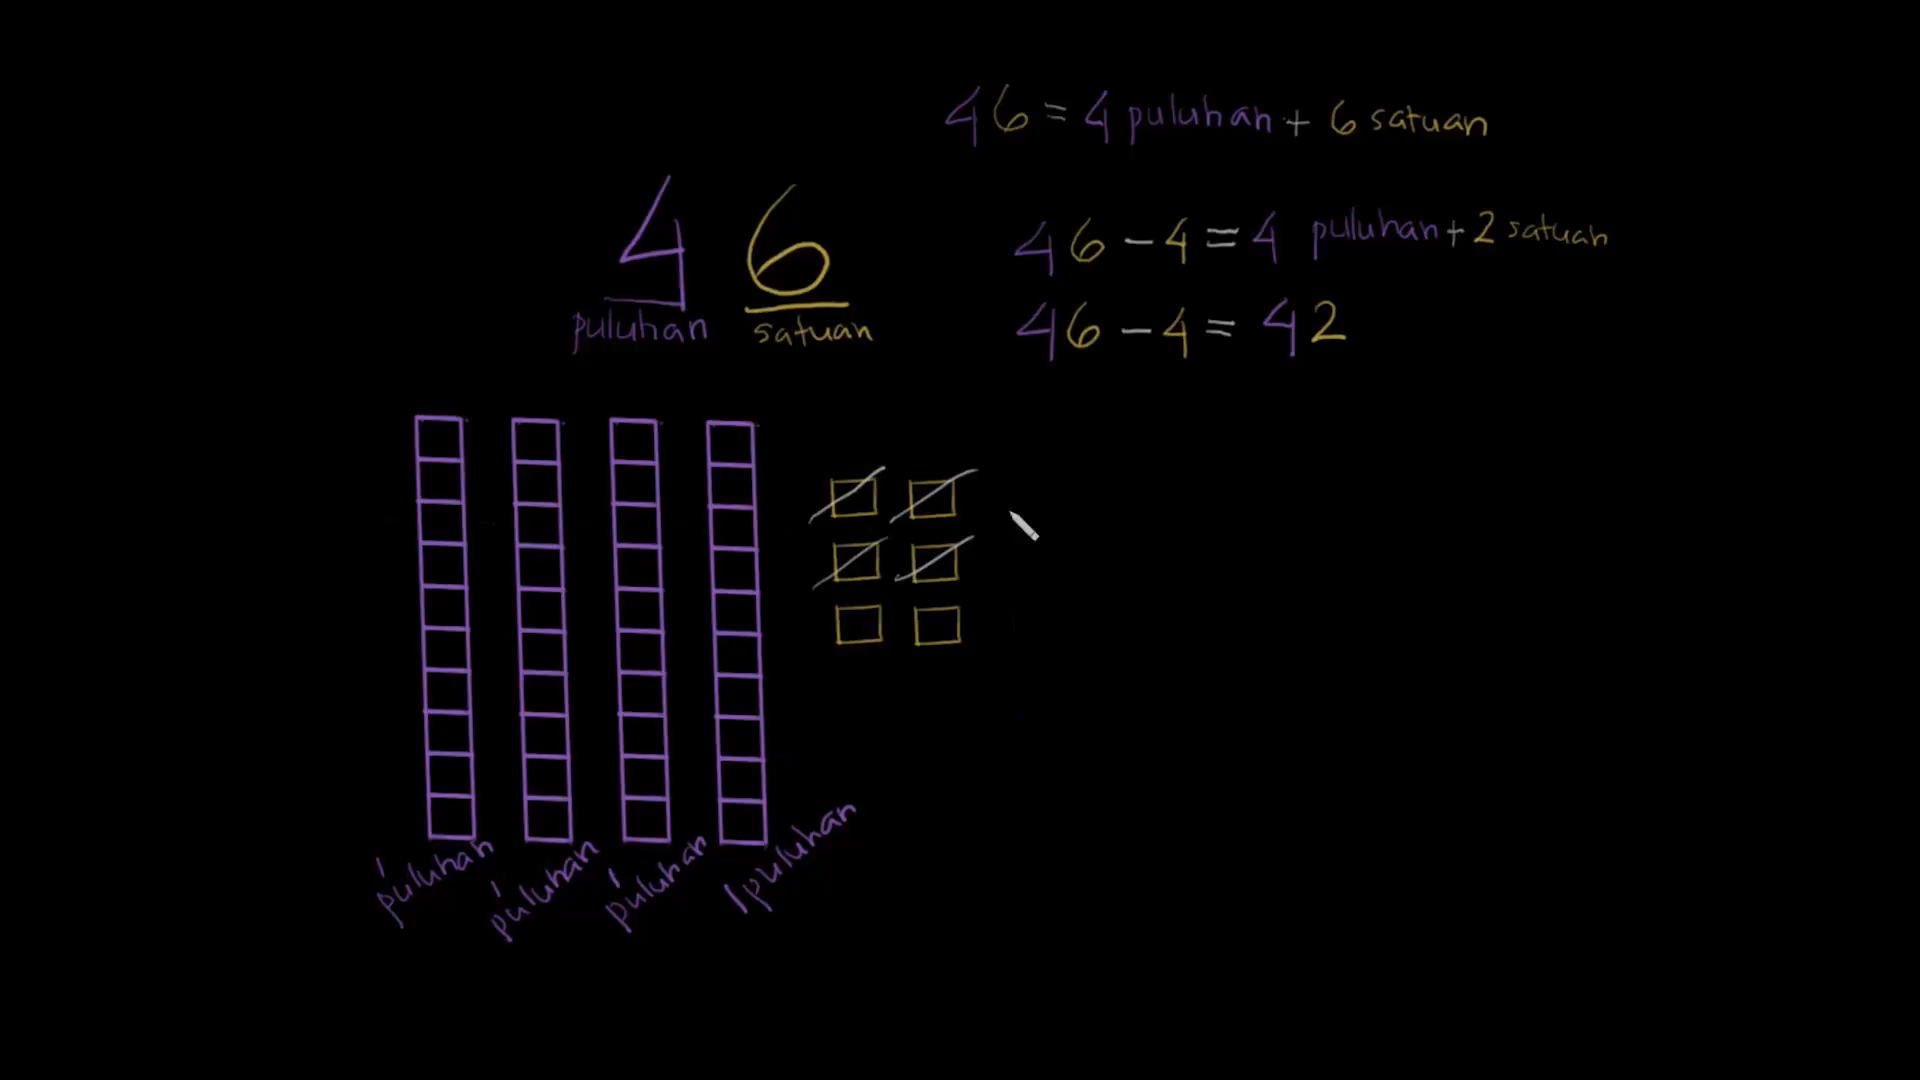 46 = 4 puluhan + 6 satuan
4 6
puluhan satuan
46 - 4 = 4 puluhan + 2 satuan
46 - 4 = 42
1 puluhan
1 puluhan
1 puluhan
1 puluhan